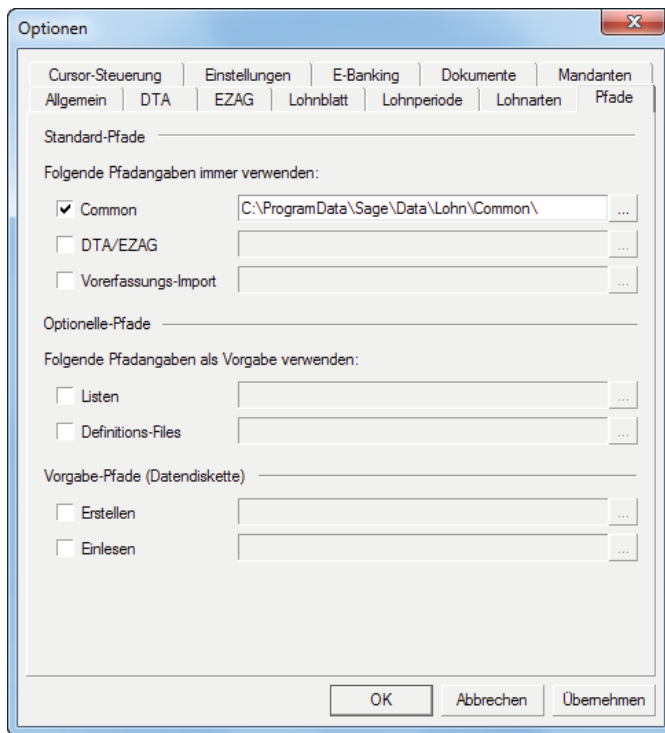 Optionen
Cursor-Steuerung Einstellungen E-Banking Dokumente Mandanten
Allgemein DTA EZAG Lohnblatt Lohnperiode Lohnarten Pfade
Standard-Pfade
Folgende Pfadangaben immer verwenden:
Common C:\ProgramData\Sage\Data\Lohn\Common\ ...
DTA/EZAG ...
Vorerfassungs-Import ...
Optionelle-Pfade
Folgende Pfadangaben als Vorgabe verwenden:
Listen ...
Definitions-Files ...
Vorgabe-Pfade (Datendiskette)
Erstellen ...
Einlesen ...
OK Abbrechen Übernehmen